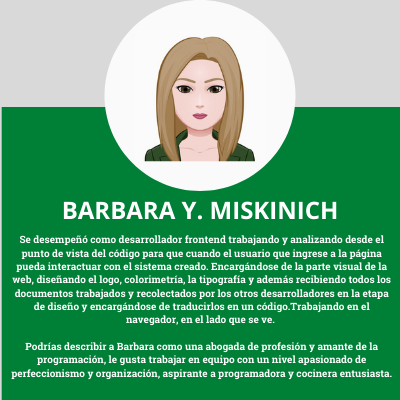 BARBARA Y. MISKINICH
Se desempeñó como desarrollador frontend trabajando y analizando desde el
punto de vista del código para que cuando el usuario que ingrese a la página
pueda interactuar con el sistema creado. Encargándose de la parte visual de la
web, diseñando el logo, colorimetría, la tipografía y además recibiendo todos los
documentos trabajados y recolectados por los otros desarrolladores en la etapa
de diseño y encargándose de traducirlos en un código.Trabajando en el
navegador, en el lado que se ve.
Podrías describir a Barbara como una abogada de profesión y amante de la
programación, le gusta trabajar en equipo con un nivel apasionado de
perfeccionismo y organización, aspirante a programadora y cocinera entusiasta.